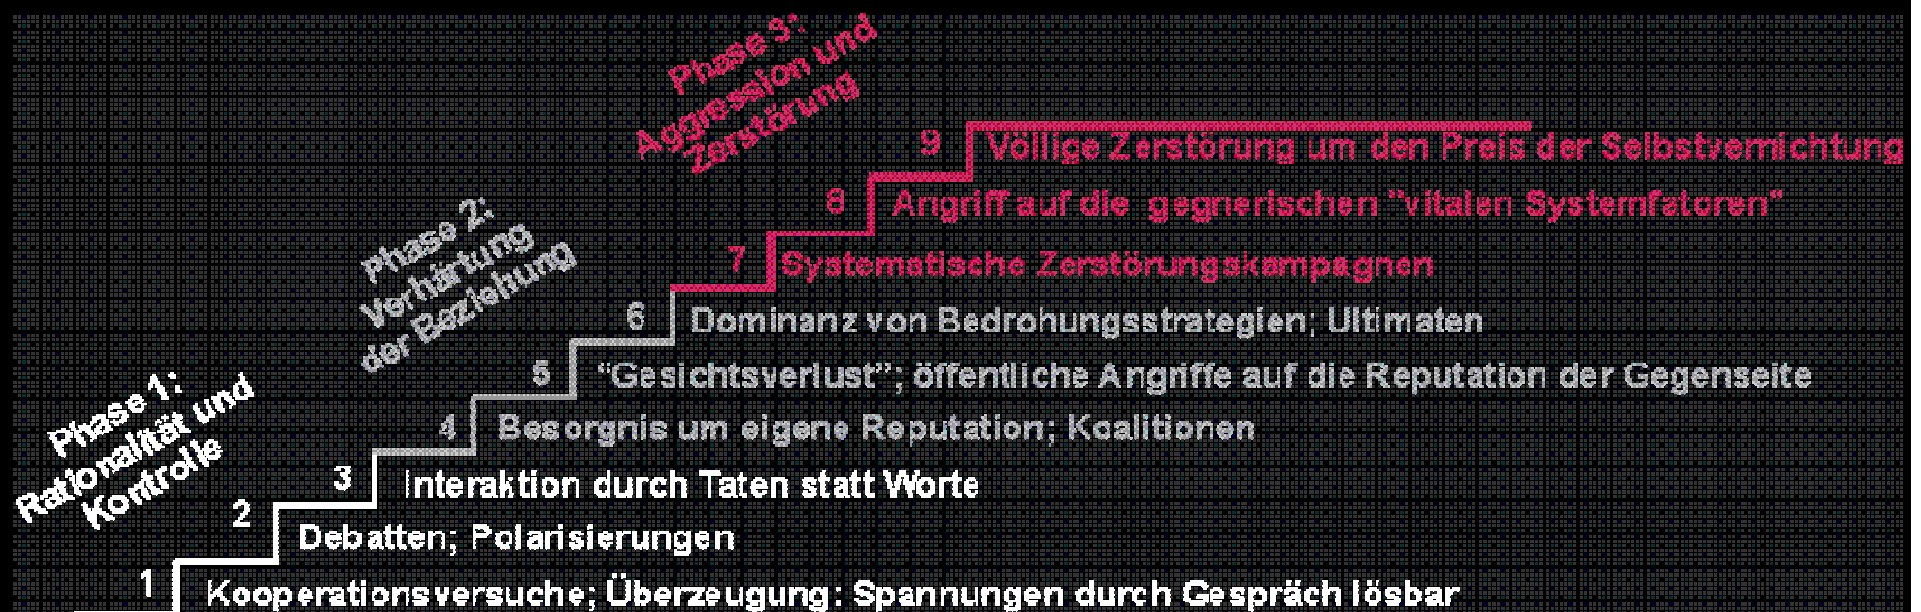 Phase 3:
Aggression und
Zerstörung
9 Völlige Zerstörung um den Preis der Selbstvernichtung
8 Angriff auf die gegnerischen "vitalen Systemfatoren"
7 Systematische Zerstörungskampagnen
Phase 2:
Verhärtung
der Beziehung
6 Dominanz von Bedrohungsstrategien; Ultimaten
5 "Gesichtsverlust"; öffentliche Angriffe auf die Reputation der Gegenseite
4 Besorgnis um eigene Reputation; Koalitionen
Phase 1:
Rationalität und
Kontrolle
3 Interaktion durch Taten statt Worte
2 Debatten; Polarisierungen
1 Kooperationsversuche; Überzeugung: Spannungen durch Gespräch lösbar